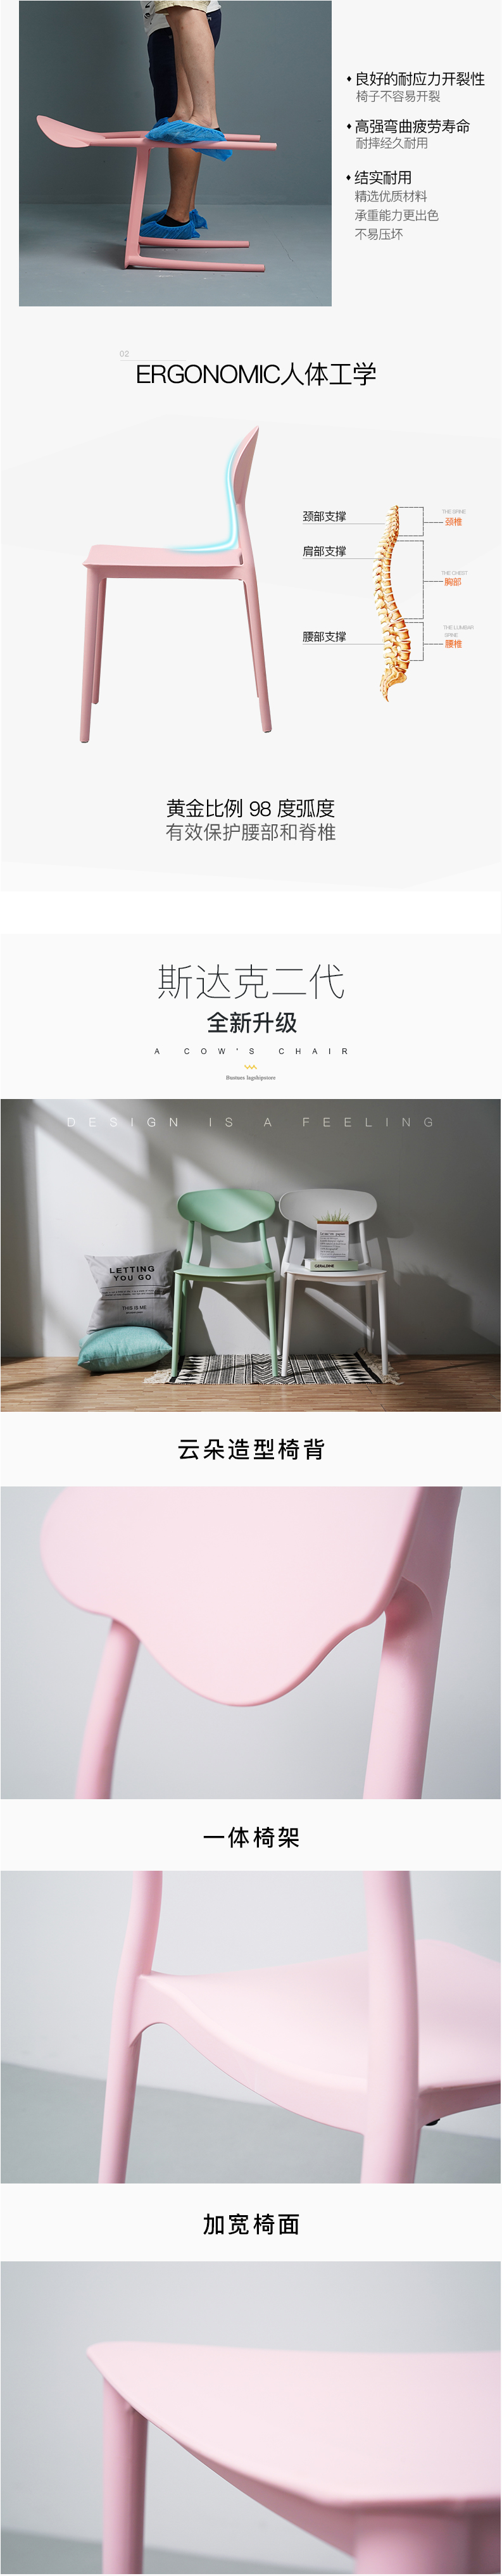 ♦ 良好的耐应力开裂性
椅子不容易开裂
♦ 高强弯曲疲劳寿命
耐摔经久耐用
♦ 结实耐用
精选优质材料
承重能力更出色
不易压坏
02
ERGONOMIC人体工学
颈部支撑
THE SPINE
颈椎
肩部支撑
THE CHEST
胸部
腰部支撑
THE LUMBAR
SPINE
腰椎
黄金比例 98 度弧度
有效保护腰部和脊椎
斯达克二代
全新升级
A COW'S CHAIR
DESIGN IS A FEELING
LETTING
YOU GO
THIS IS ME
GERALDINE
云朵造型椅背
一体椅架
加宽椅面